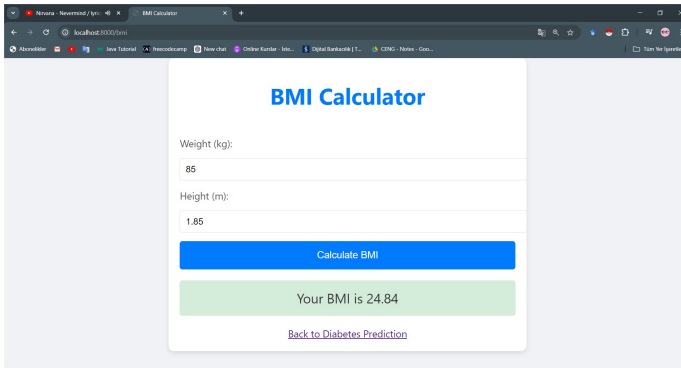 Nirvana - Nevermind / lyric
BMI Calculator
localhost:8000/bmi
Abonelikler
Java Tutorial
freecodecamp
New chat
Online Kurslar - İste...
Dijital Bankacılık | T...
CENG - Notes - Goo...
Tüm Yer İşaretle
BMI Calculator
Weight (kg):
85
Height (m):
1.85
Calculate BMI
Your BMI is 24.84
Back to Diabetes Prediction